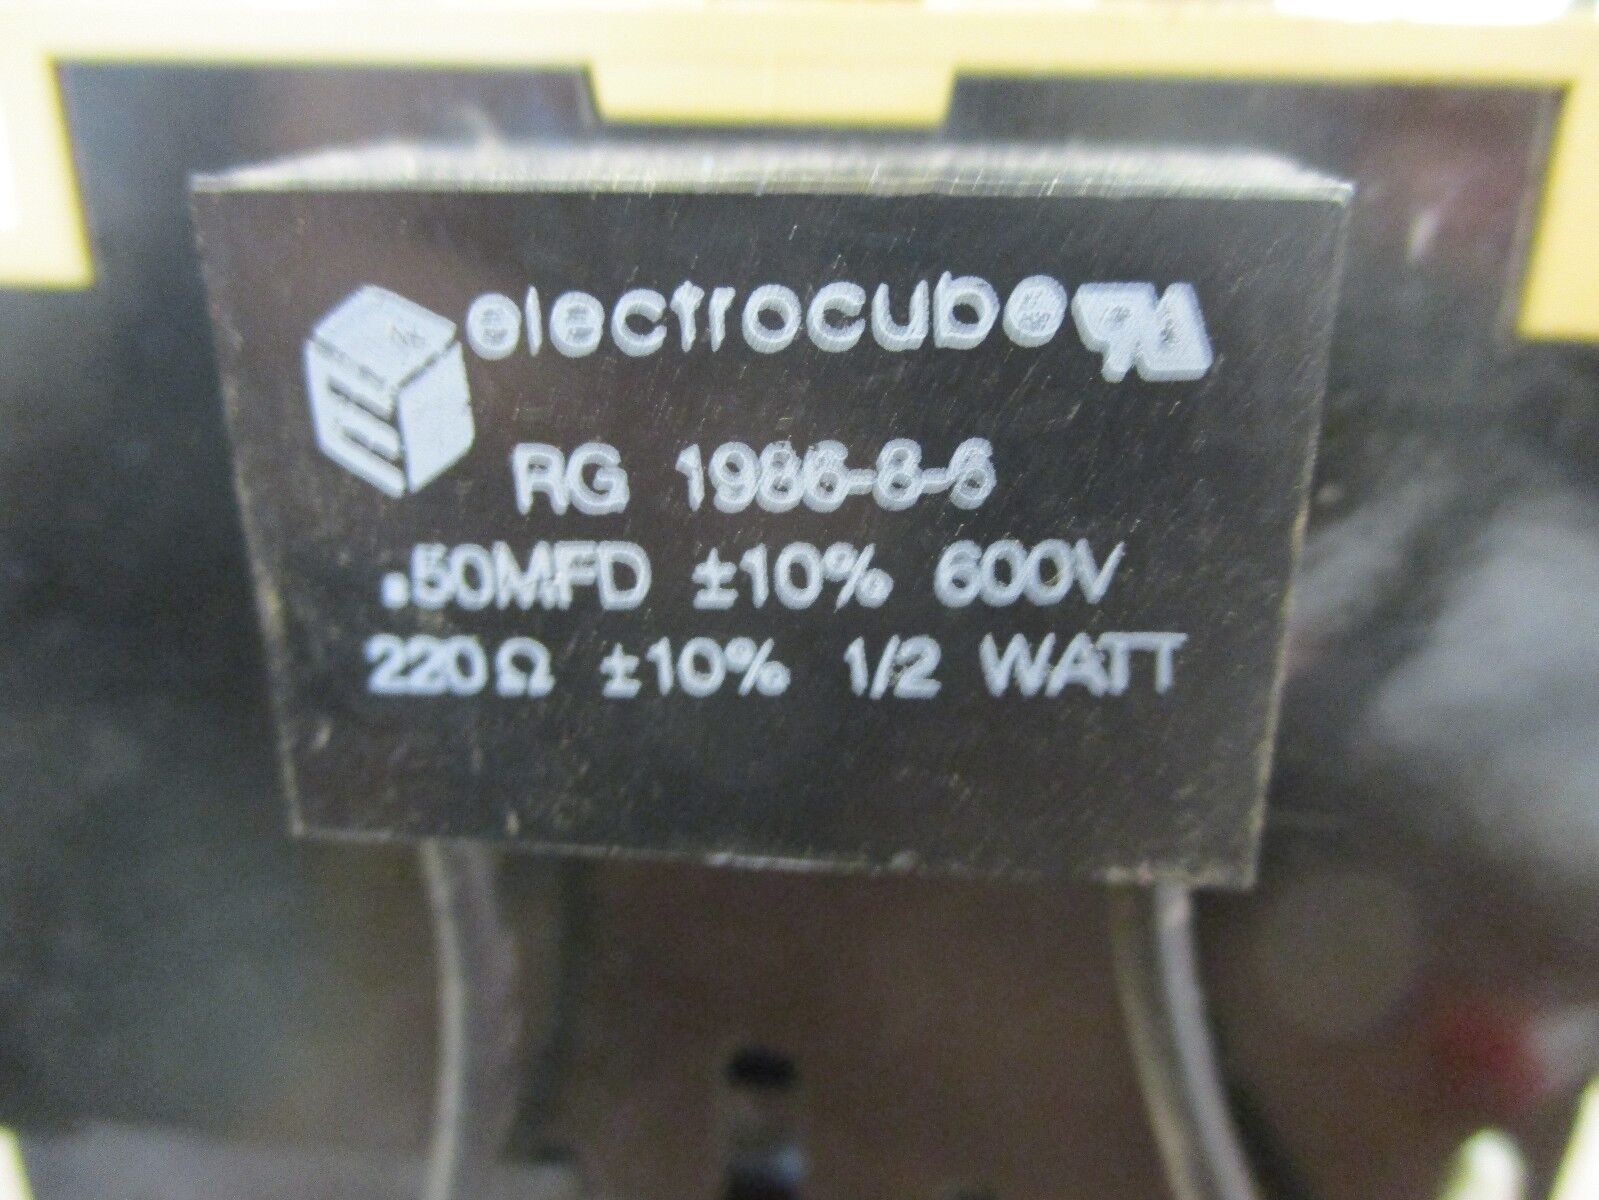 electrocube
RG 1986-8-6
.50MFD ±10% 600V
220Ω ±10% 1/2 WATT